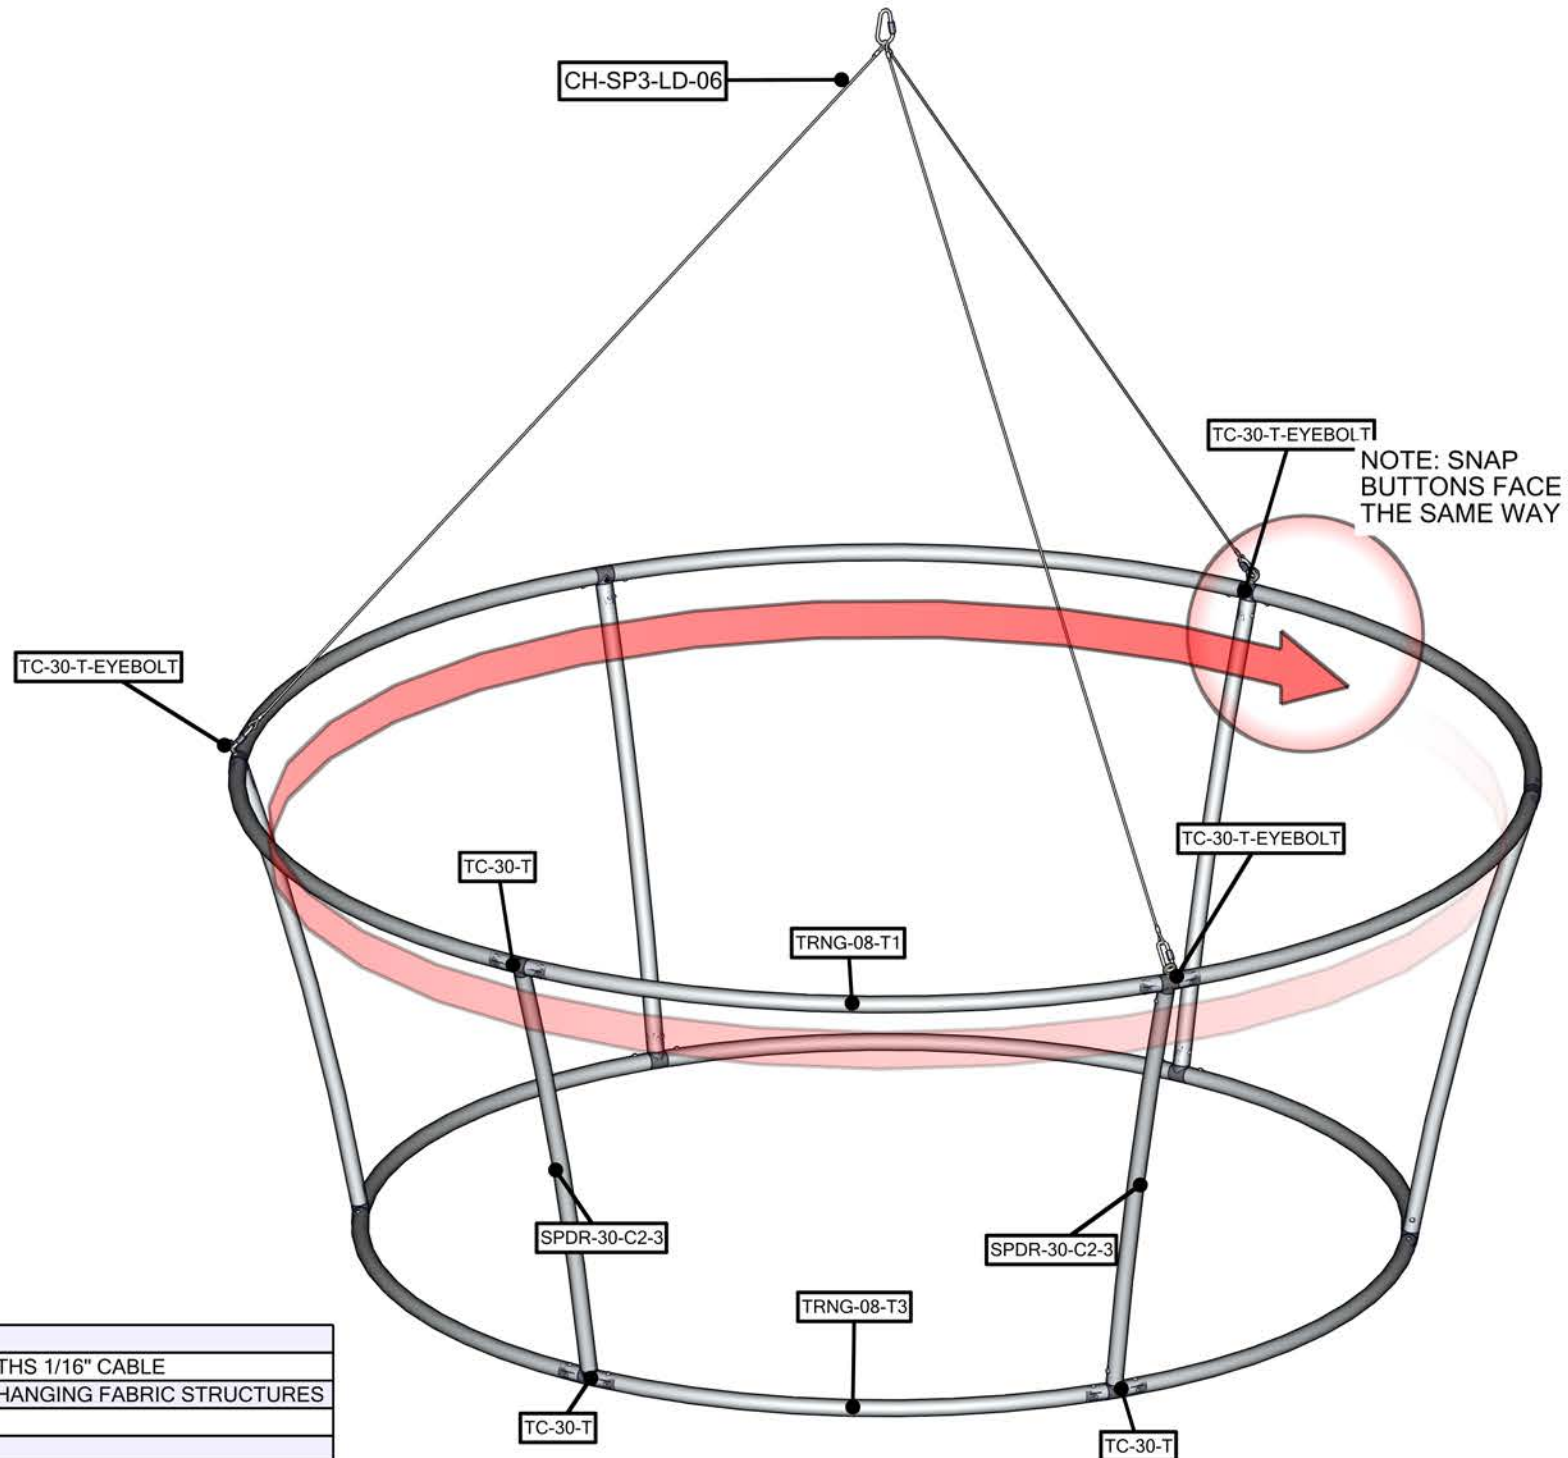 CH-SP3-LD-06
TC-30-T-EYEBOLT
NOTE: SNAP
BUTTONS FACE
THE SAME WAY
TC-30-T-EYEBOLT
TC-30-T-EYEBOLT
TC-30-T
TRNG-08-T1
SPDR-30-C2-3
SPDR-30-C2-3
TRNG-08-T3
THS 1/16" CABLE
HANGING FABRIC STRUCTURES
TC-30-T
TC-30-T